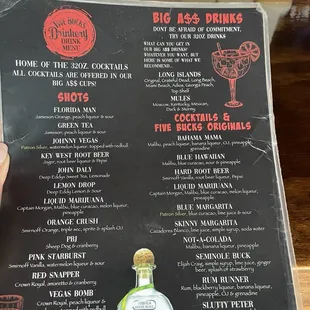 FIVE BUCKS
Drinkery
DRINK
MENU
HOME OF THE 32OZ. COCKTAILS
ALL COCKTAILS ARE OFFERED IN OUR
BIG A$$ CUPS!
SHOTS
FLORIDA MAN
Jameson Orange, peach liqueur & sour
GREEN TEA
Jameson, peach liqueur & sour
JOHNNY VEGAS
Patron Silver, watermelon liqueur, topped with redbull
KEY WEST ROOT BEER
Jager, root beer liqueur & Pepsi
JOHN DALY
Deep Eddy Sweet Tea, Lemonade
LEMON DROP
Deep Eddy Lemon & Sour
LIQUID MARIJUANA
Captain Morgan, Malibu, blue curacao, melon liqueur,
pineapple
ORANGE CRUSH
Smirnoff Orange, triple sec, sprite & splash OJ
PBJ
Sheep Dog & cranberry
PINK STARBURST
Smirnoff Vanilla, watermelon liqueur & sour
RED SNAPPER
Crown Royal, amaretto & cranberry
VEGAS BOMB
Crown Royal, peach liqueur &
cranberry with redbull
BIG A$$ DRINKS
DONT BE AFRAID OF COMMITMENT,
TRY OUR 32OZ DRINKS
WHAT CAN YOU GET IN
OUR BIG A$$ DRINKS?
WHATEVER YOU WANT, BUT
HERE IS SOME OF WHAT WE
RECOMMEND...
LONG ISLANDS
Original, Grateful Dead, Long Beach,
Miami Beach, Adios, Georgia Peach,
Top Shelf
MULES
Moscow, Kentucky, Mexican,
Dark & Stormy
COCKTAILS &
FIVE BUCKS ORIGINALS
BAHAMA MAMA
Malibu, peach liqueur, banana liqueur, OJ, pineapple
grenadine
BLUE HAWAIIAN
Malibu, blue curacao & pineapple
HARD ROOT BEER
Smirnoff Vanilla, root beer liqueur, Pepsi
LIQUID MARIJUANA
Captain Morgan, Malibu, blue curacao, melon liqueur,
pineapple
BLUE MARGARITA
Patron Silver, blue curacao, lime juice & sour
SKINNY MARGARITA
Cazadores Blanco, lime juice, simple syrup, soda water
NOT-A-COLADA
Malibu, banana liqueur, pineapple
SEMINOLE BUCK
Elijah Craig, simple syrup, lime juice, ginger
beer, splash of strawberry
RUM RUNNER
Malibu, blackberry liqueur, banana liqueur,
pineapple, OJ & grenadine
SLUTTY PETER